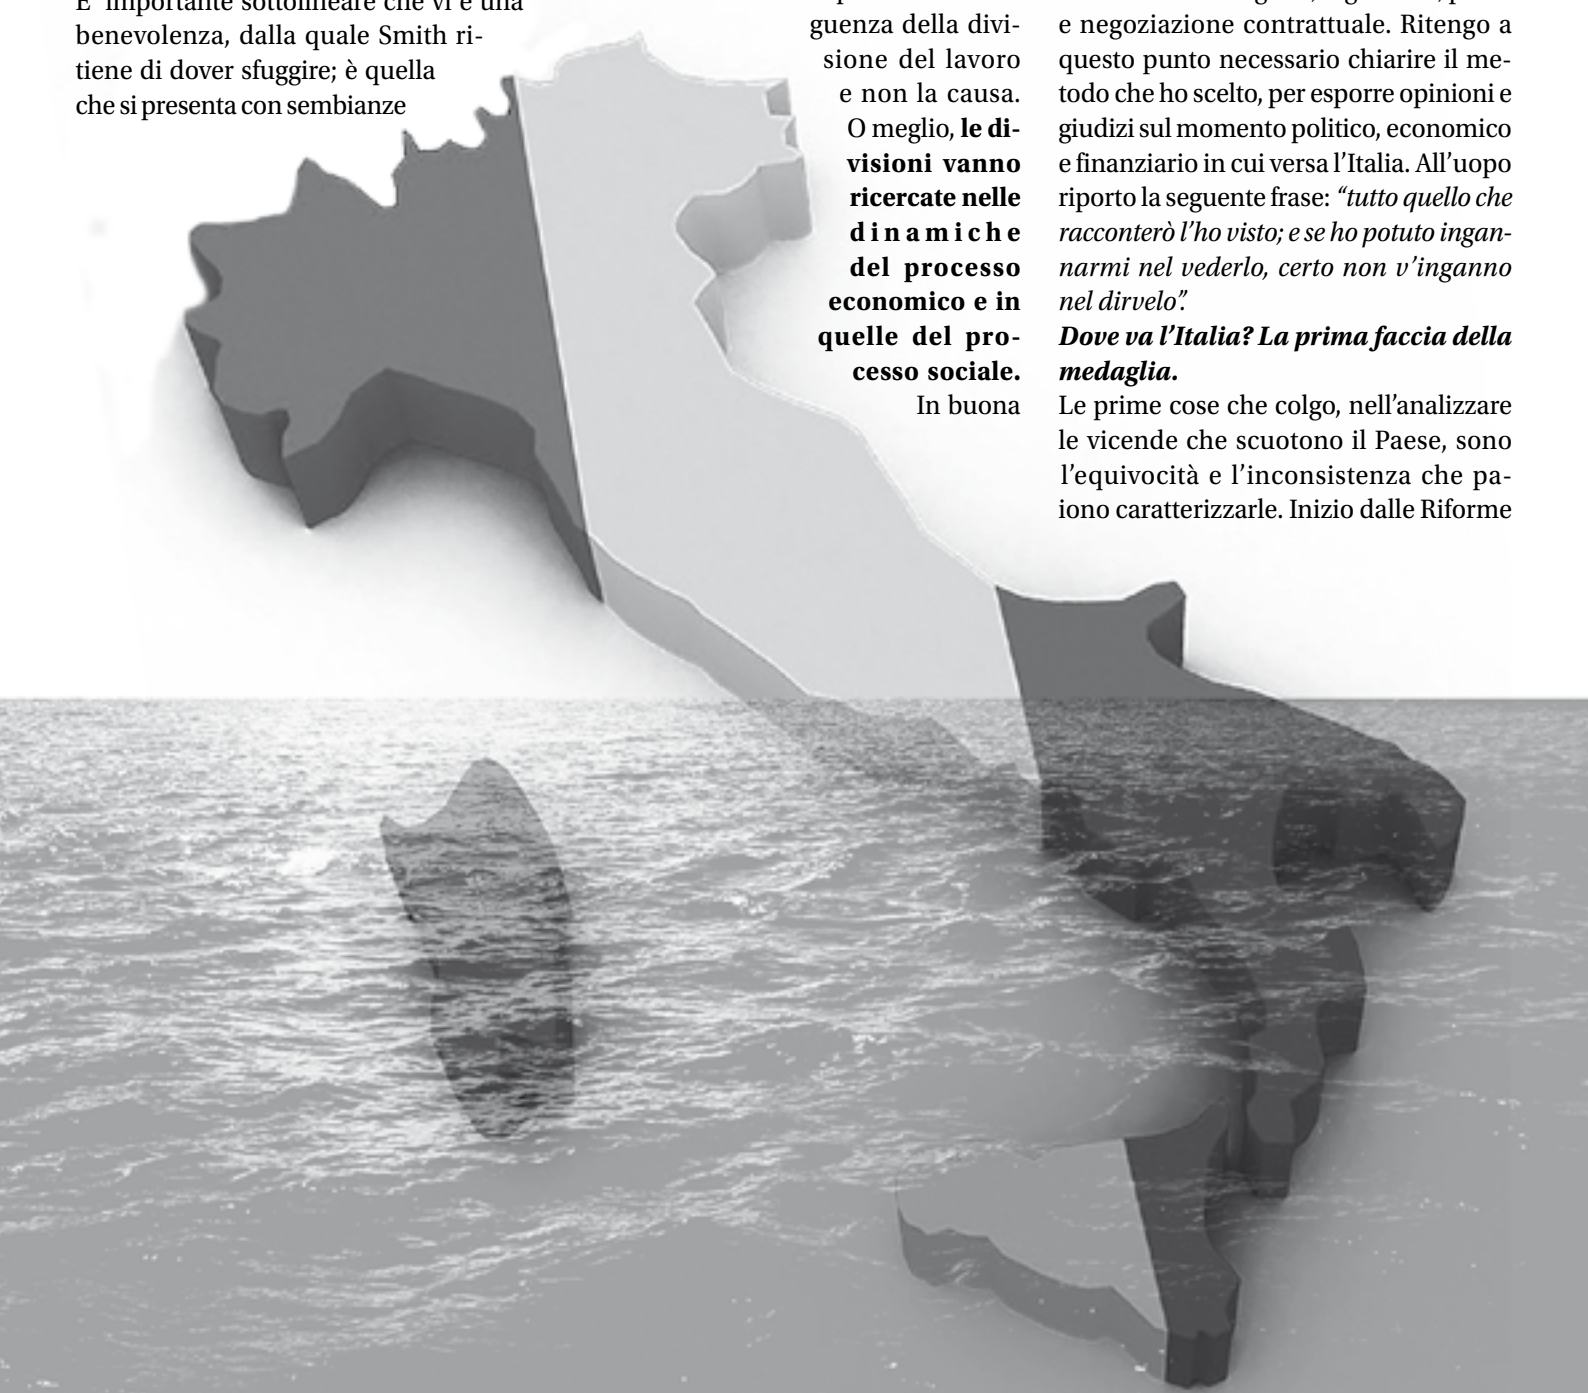 E' importante sottolineare che vi è una
benevolenza, dalla quale Smith ri-
tiene di dover sfuggire; è quella
che si presenta con sembianze
guenza della divi-
sione del lavoro
e non la causa.
O meglio, le di-
visioni vanno
ricercate nelle
dinamiche
del processo
economico e in
quelle del pro-
cesso sociale.
In buona
e negoziazione contrattuale. Ritengo a
questo punto necessario chiarire il me-
todo che ho scelto, per esporre opinioni e
giudizi sul momento politico, economico
e finanziario in cui versa l'Italia. All'uopo
riporto la seguente frase: “tutto quello che
racconterò l'ho visto; e se ho potuto ingan-
narmi nel vederlo, certo non v'inganno
nel dirvelo”.
Dove va l'Italia? La prima faccia della
medaglia.
Le prime cose che colgo, nell'analizzare
le vicende che scuotono il Paese, sono
l'equivocità e l'inconsistenza che pa-
iono caratterizzarle. Inizio dalle Riforme